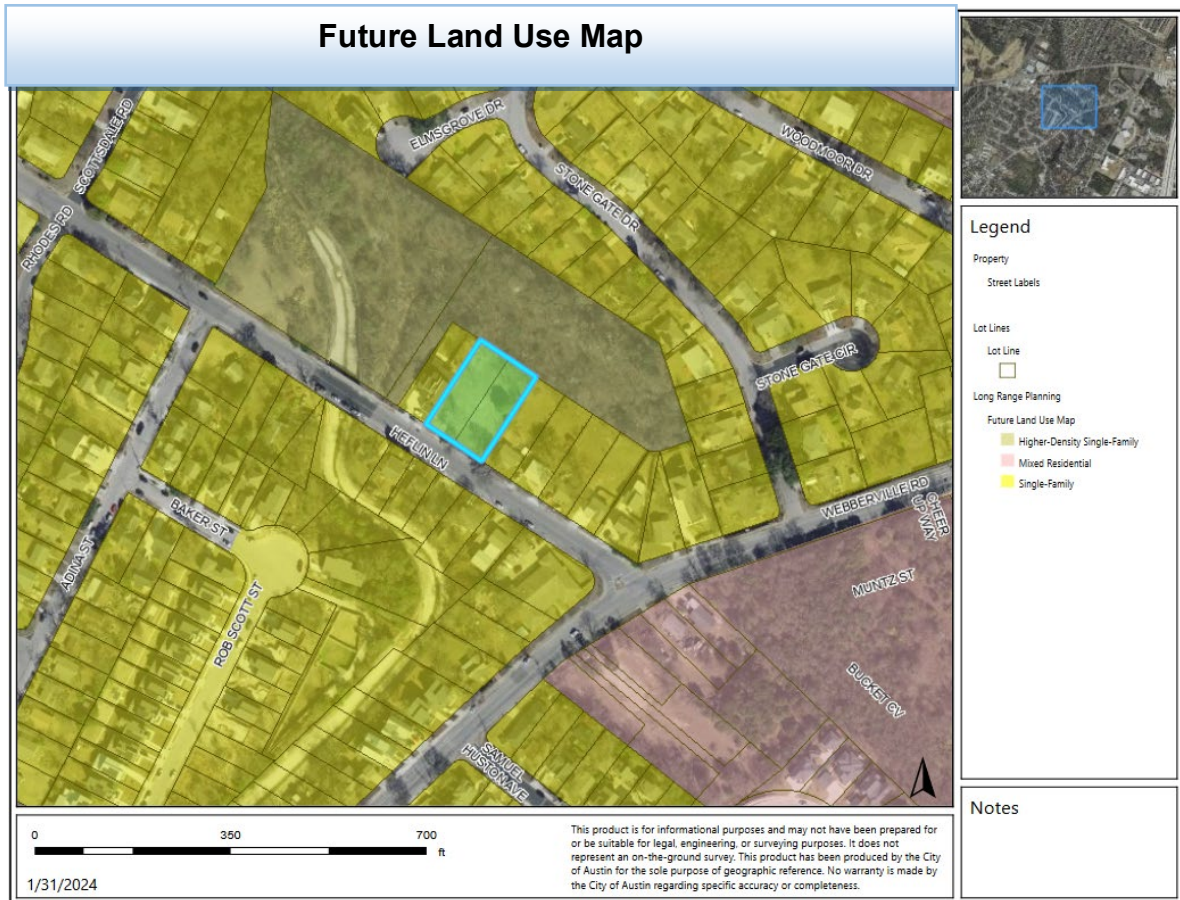 Future Land Use Map
SCOTTSDALE RD
RHODES RD
ELMSGROVE DR
WOODMOOR DR
STONE GATE DR
STONE GATE CIR
HEFLIN LN
WEBBERVILLE RD
CHEER
UP WAY
BAKER ST
ADINA ST
ROB SCOTT ST
MUNTZ ST
BUCKET CV
SAMUEL
HUSTON AVE
Legend
Property
Street Labels
Lot Lines
Lot Line
Long Range Planning
Future Land Use Map
Higher-Density Single-Family
Mixed Residential
Single-Family
Notes
0 350 700
ft
1/31/2024
This product is for informational purposes and may not have been prepared for
or be suitable for legal, engineering, or surveying purposes. It does not
represent an on-the-ground survey. This product has been produced by the City
of Austin for the sole purpose of geographic reference. No warranty is made by
the City of Austin regarding specific accuracy or completeness.